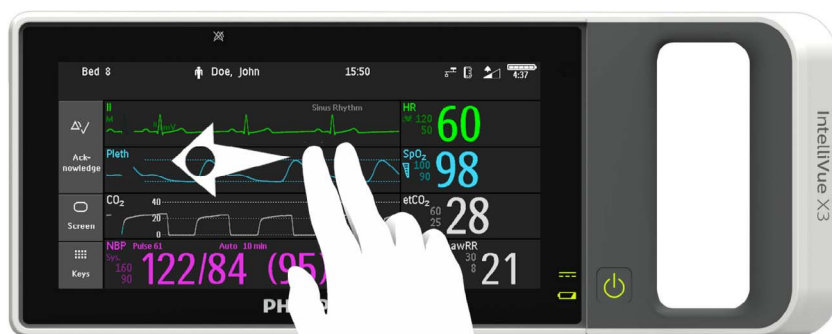 Bed 8 Doe, John 15:50 4:37
II
M
mV
Sinus Rhythm
HR
120
50
60
Ack-
nowledge
Pleth
SpO₂
100
90
98
Screen
CO₂
40
20
0
etCO₂
60
25
28
Keys
NBP Pulse 61 Auto 10 min
Sys.
160
90
122/84 (95)
awRR
30
8
21
IntelliVue X3